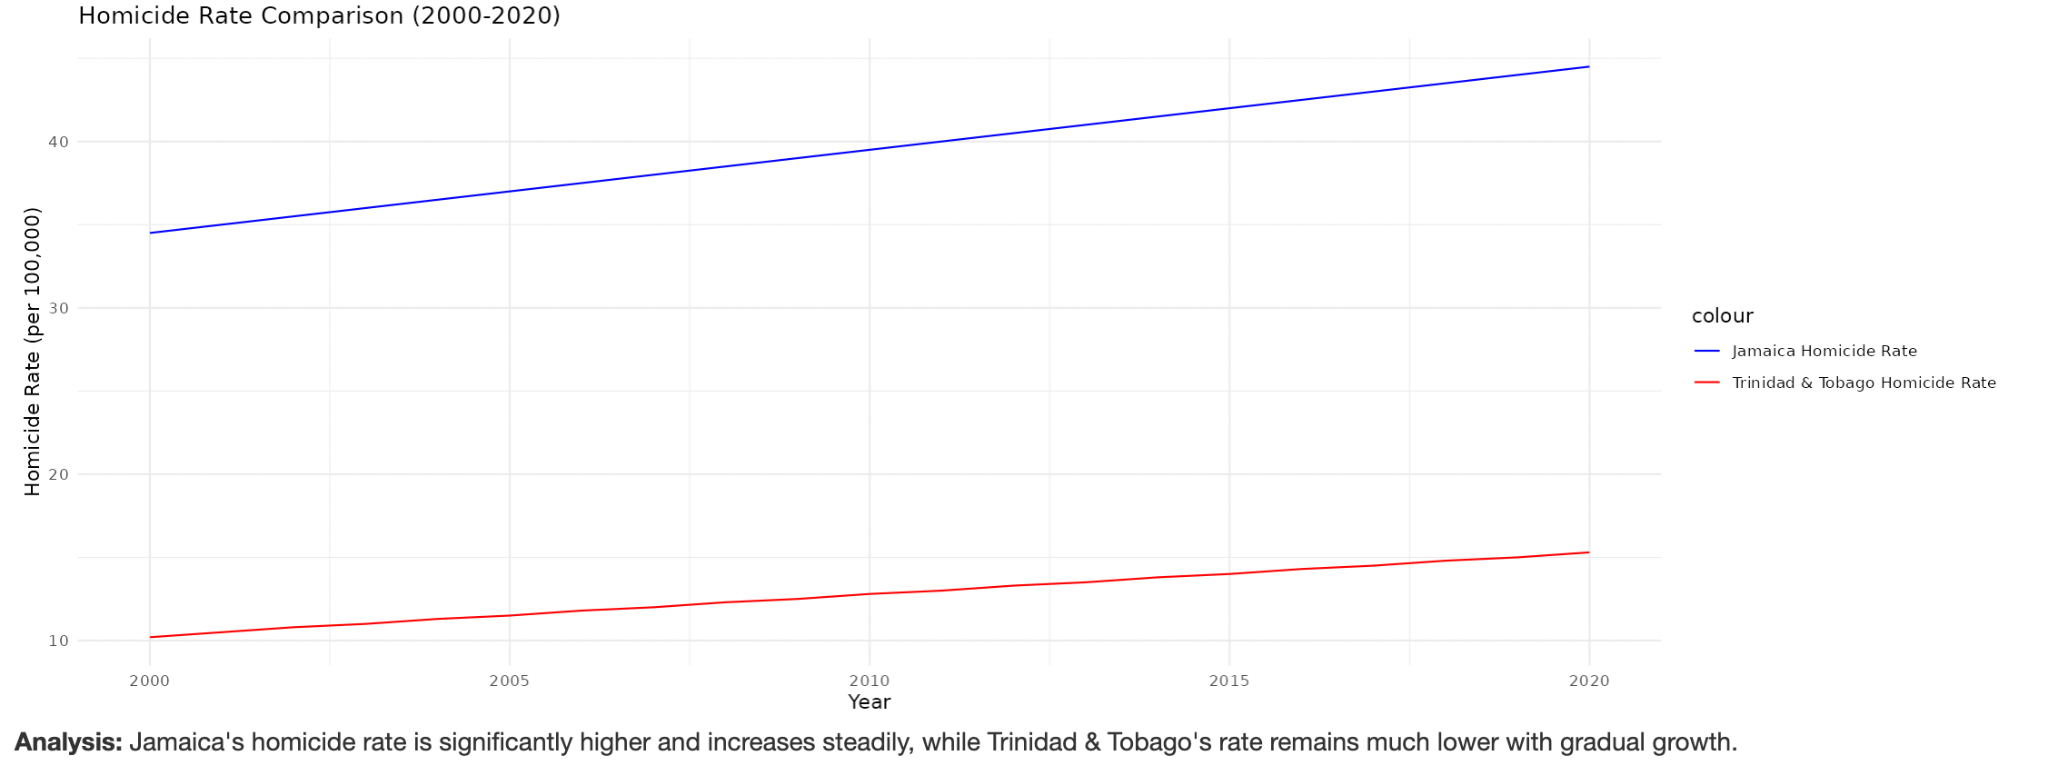 Homicide Rate Comparison (2000-2020)
Homicide Rate (per 100,000)
40
30
20
10
2000 2005 2010 2015 2020
Year
colour
Jamaica Homicide Rate
Trinidad & Tobago Homicide Rate
Analysis: Jamaica's homicide rate is significantly higher and increases steadily, while Trinidad & Tobago's rate remains much lower with gradual growth.